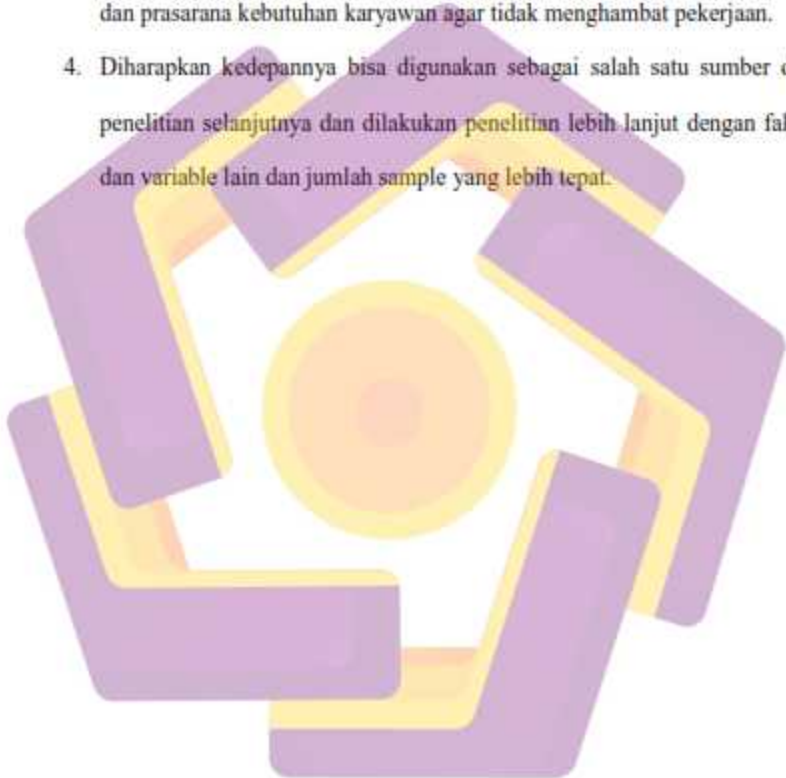 dan prasarana kebutuhan karyawan agar tidak menghambat pekerjaan.
4. Diharapkan kedepannya bisa digunakan sebagai salah satu sumber
penelitian selanjutnya dan dilakukan penelitian lebih lanjut dengan
dan variable lain dan jumlah sample yang lebih tepat.